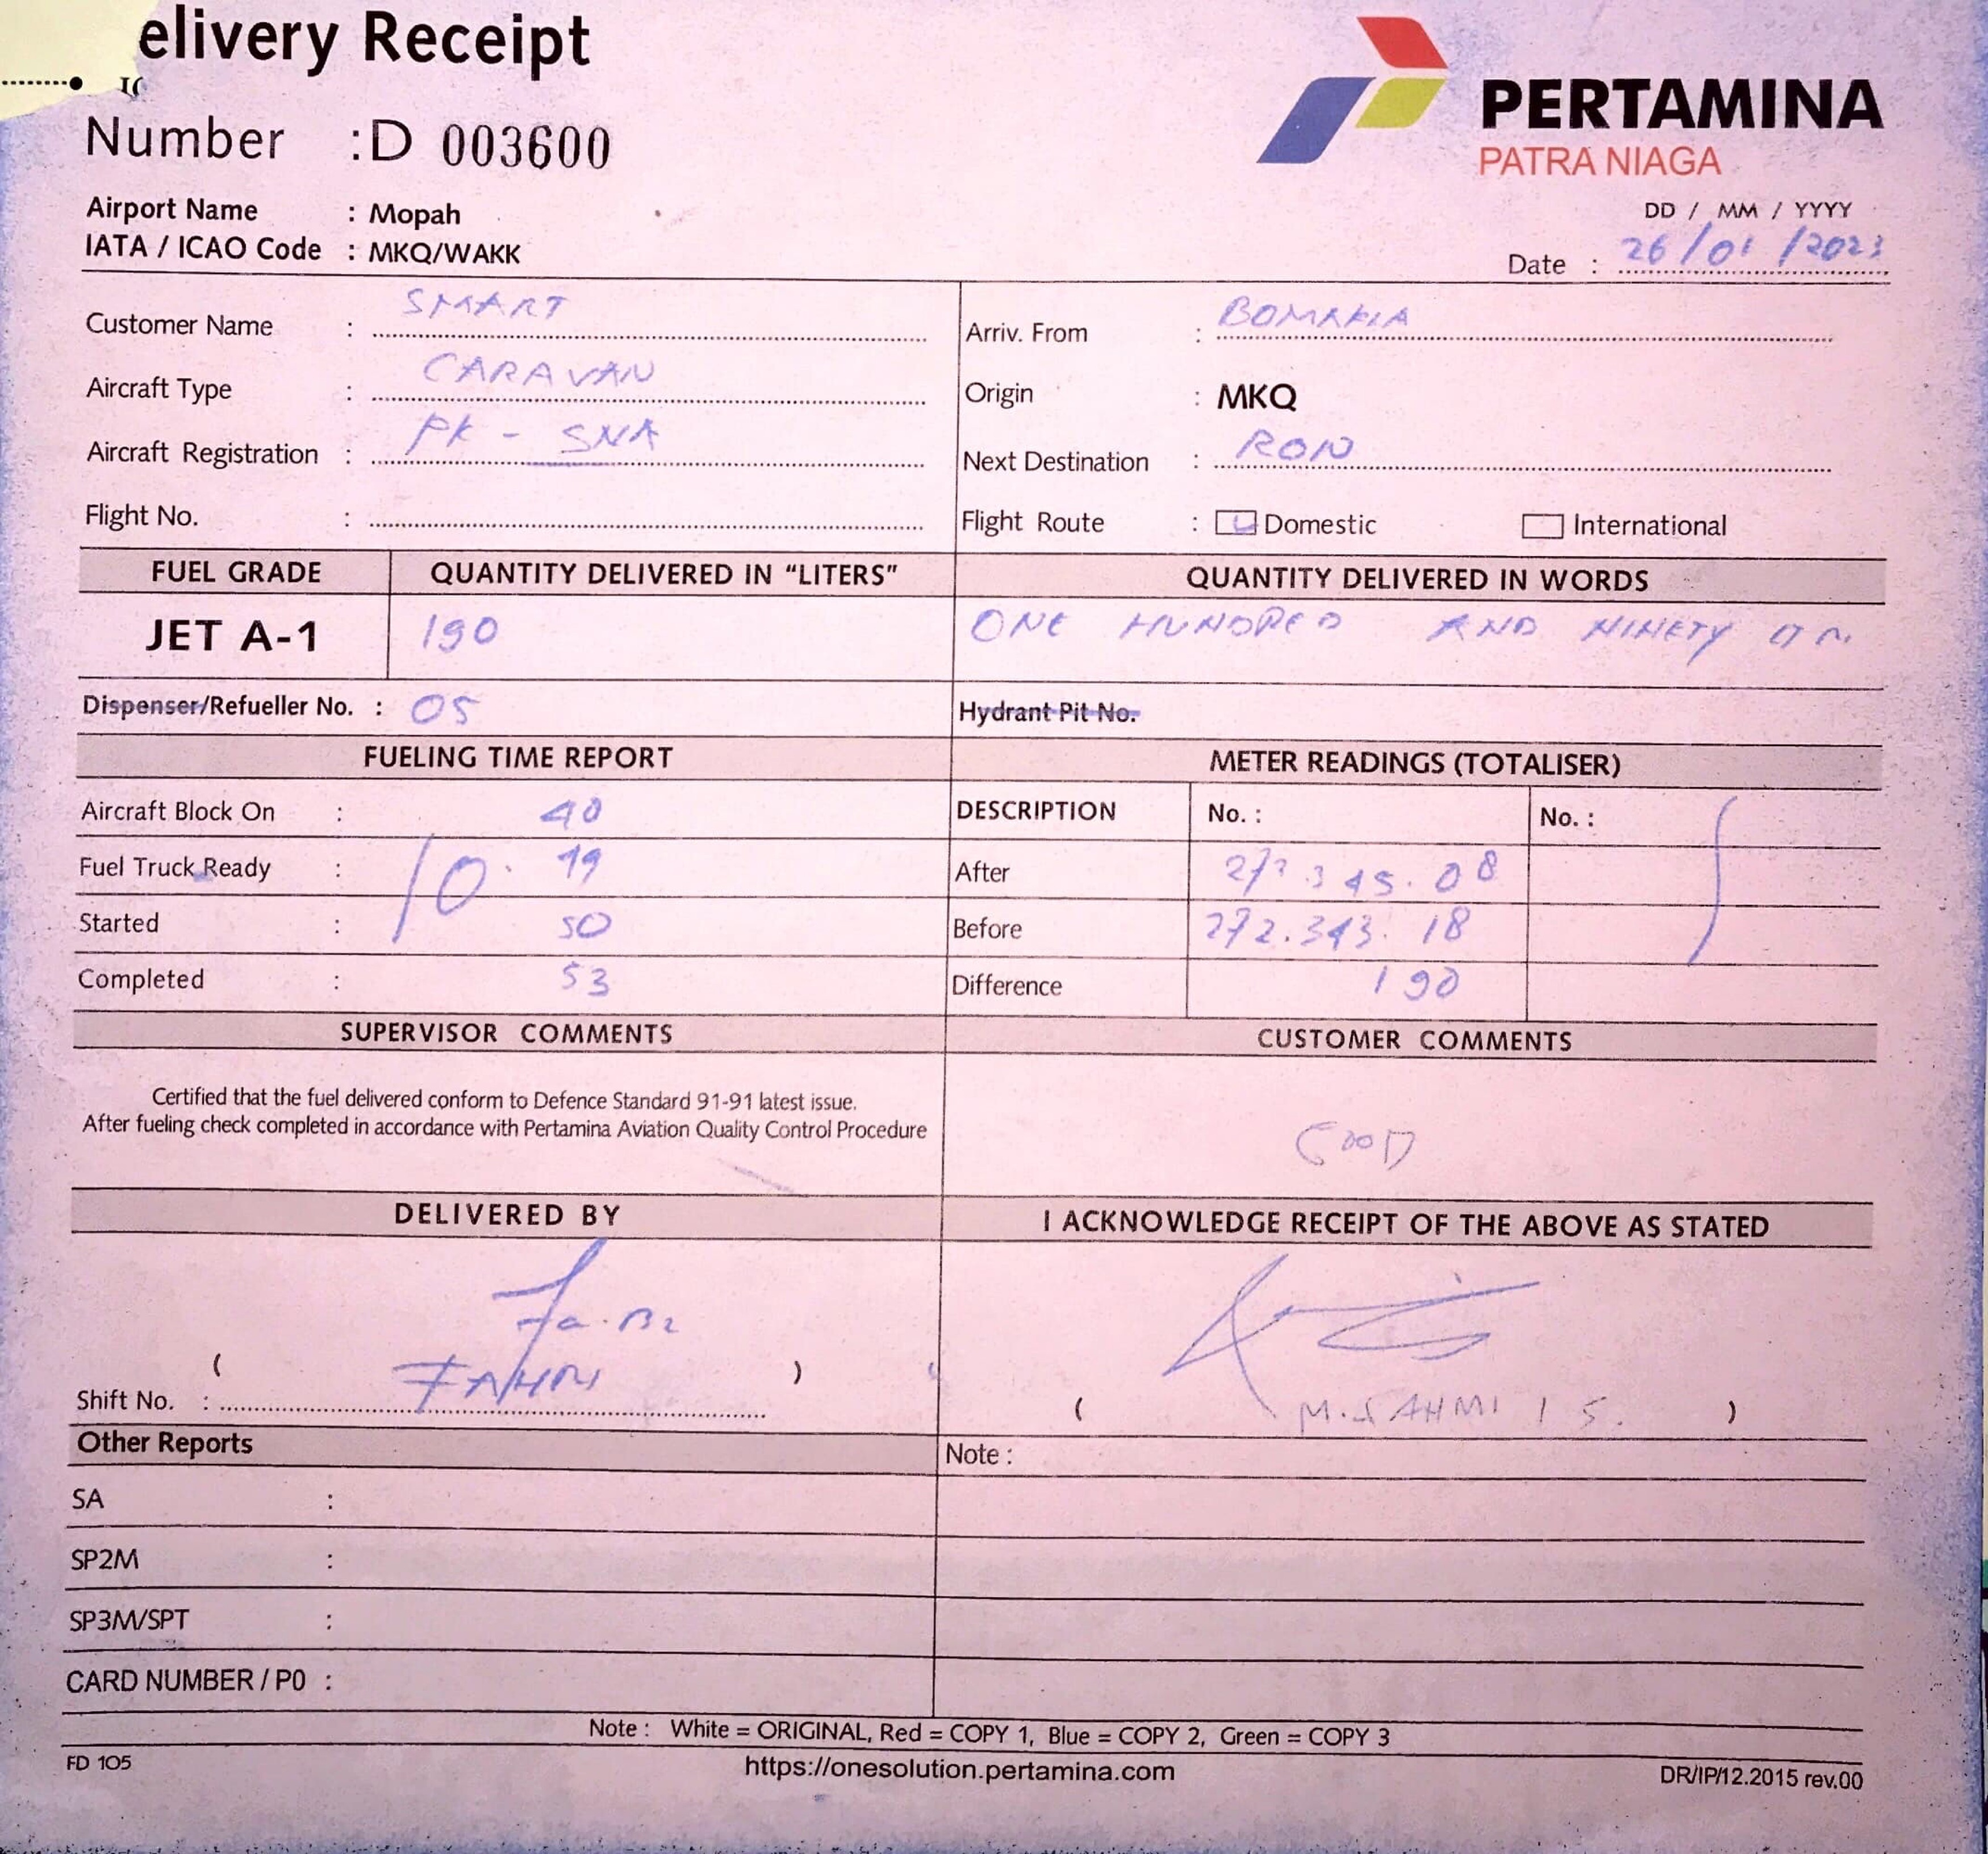 elivery Receipt
PERTAMINA
PATRA NIAGA
Number :D 003600
Airport Name : Mopah
IATA / ICAO Code : MKQ/WAKK
DD / MM / YYYY
Date : 26/01/2023
Customer Name : SMART
Arriv. From : BOMAKIA
Aircraft Type : CARAVAN
Origin : MKQ
Aircraft Registration : PK - SNA
Next Destination : RON
Flight No. :
Flight Route : Domestic International
FUEL GRADE QUANTITY DELIVERED IN “LITERS” QUANTITY DELIVERED IN WORDS
JET A-1 190 ONE HUNDRED AND NINETY
Dispenser/Refueller No. : 05
Hydrant Pit No.
FUELING TIME REPORT METER READINGS (TOTALISER)
Aircraft Block On : 40 DESCRIPTION No. : No. :
Fuel Truck Ready : 10. After
Started : 50 Before 272.343. 18
Completed : 53 Difference 190
SUPERVISOR COMMENTS CUSTOMER COMMENTS
Certified that the fuel delivered conform to Defence Standard 91-91 latest issue.
After fueling check completed in accordance with Pertamina Aviation Quality Control Procedure
GOOD
DELIVERED BY I ACKNOWLEDGE RECEIPT OF THE ABOVE AS STATED
( FAHMI )
Shift No. :
( )
Other Reports Note :
SA :
SP2M :
SP3M/SPT :
CARD NUMBER / P0 :
Note : White = ORIGINAL, Red = COPY 1, Blue = COPY 2, Green = COPY 3
FD 105 https://onesolution.pertamina.com DR/IP/12.2015 rev.00